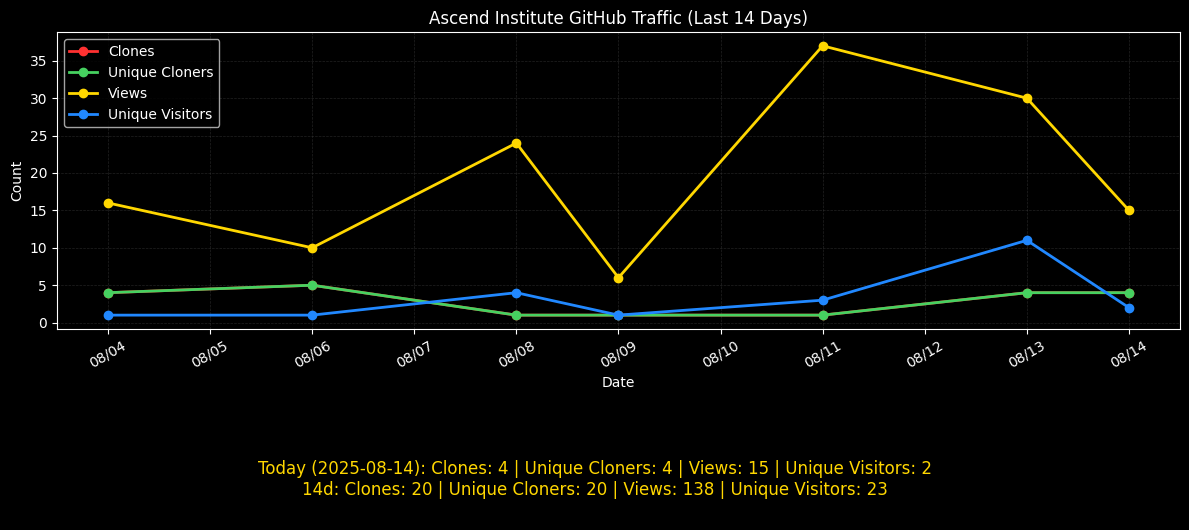 Ascend Institute GitHub Traffic (Last 14 Days)
Clones
Unique Cloners
Views
Unique Visitors
Count
35
30
25
20
15
10
5
0
08/04
08/05
08/06
08/07
08/08
08/09
08/10
08/11
08/12
08/13
08/14
Date
Today (2025-08-14): Clones: 4 | Unique Cloners: 4 | Views: 15 | Unique Visitors: 2
14d: Clones: 20 | Unique Cloners: 20 | Views: 138 | Unique Visitors: 23